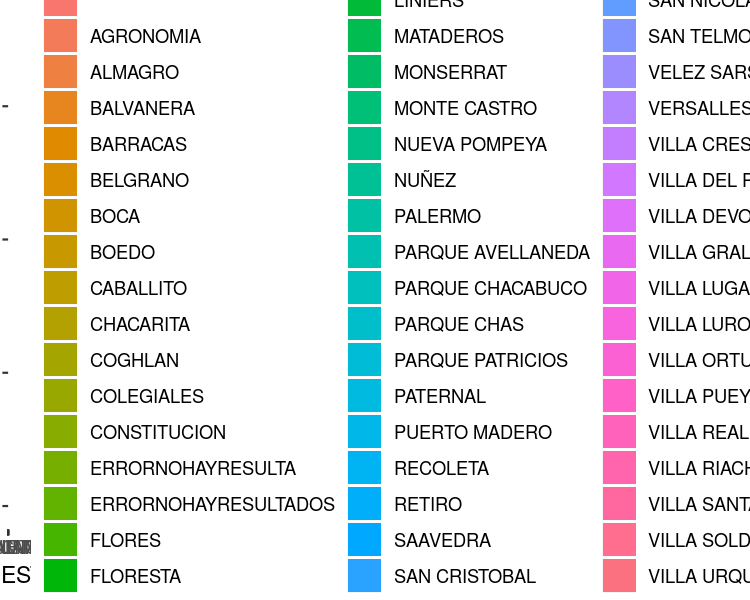 AGRONOMIA
ALMAGRO
BALVANERA
BARRACAS
BELGRANO
BOCA
BOEDO
CABALLITO
CHACARITA
COGHLAN
COLEGIALES
CONSTITUCION
ERRORNOHAYRESULTA
ERRORNOHAYRESULTADOS
FLORES
FLORESTA
LINIERS
MATADEROS
MONSERRAT
MONTE CASTRO
NUEVA POMPEYA
NUÑEZ
PALERMO
PARQUE AVELLANEDA
PARQUE CHACABUCO
PARQUE CHAS
PARQUE PATRICIOS
PATERNAL
PUERTO MADERO
RECOLETA
RETIRO
SAAVEDRA
SAN CRISTOBAL
SAN NICOLA
SAN TELMO
VELEZ SARS
VERSALLES
VILLA CRES
VILLA DEL
VILLA DEVO
VILLA GRAL
VILLA LUGA
VILLA LURO
VILLA ORTU
VILLA PUEY
VILLA REAL
VILLA RIACH
VILLA SANT
VILLA SOLD
VILLA URQU
ES